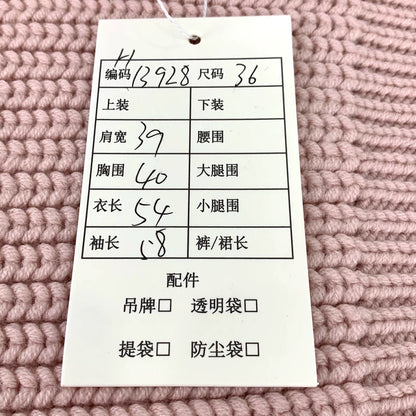 H
编码 13928 尺码 36
上装 下装
肩宽 39 腰围
胸围 40 大腿围
衣长 54 小腿围
袖长 58 裤/裙长
配件
吊牌□ 透明袋□
提袋□ 防尘袋□